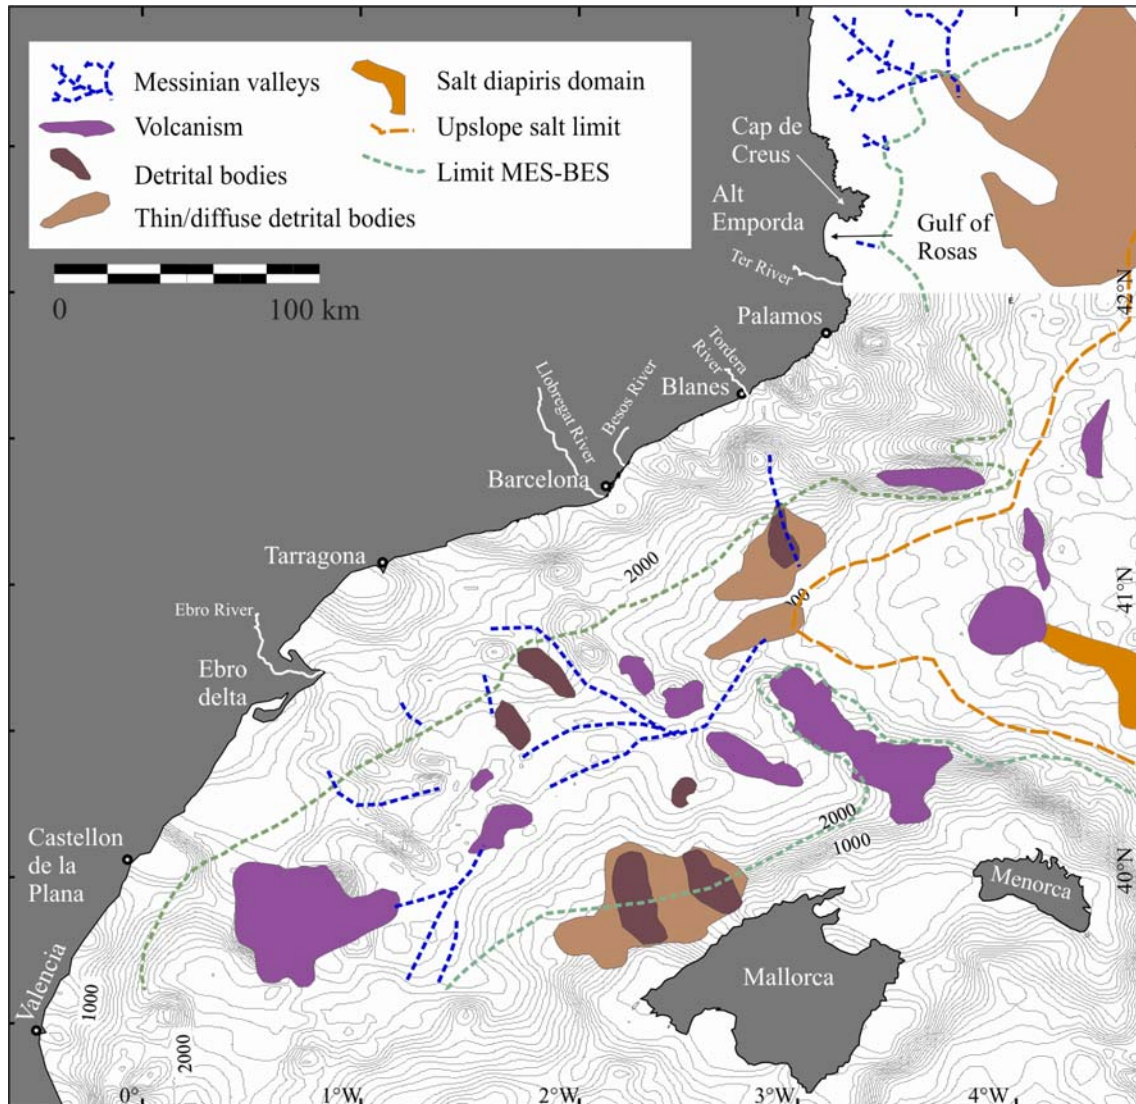 Messinian valleys
Volcanism
Detrital bodies
Thin/diffuse detrital bodies
Salt diapiris domain
Upslope salt limit
Limit MES-BES
0
100 km
Cap de
Creus
Alt
Emporda
Gulf of
Rosas
Ter River
42°N
Palamos
Tordera
River
Blanes
Llobregat River
Besos River
Barcelona
2000
Tarragona
41°N
Ebro River
Ebro
delta
2000
1000
Castellon
de la
Plana
40°N
Menorca
Mallorca
Valencia
1000
2000
0°
1°W
2°W
3°W
4°W